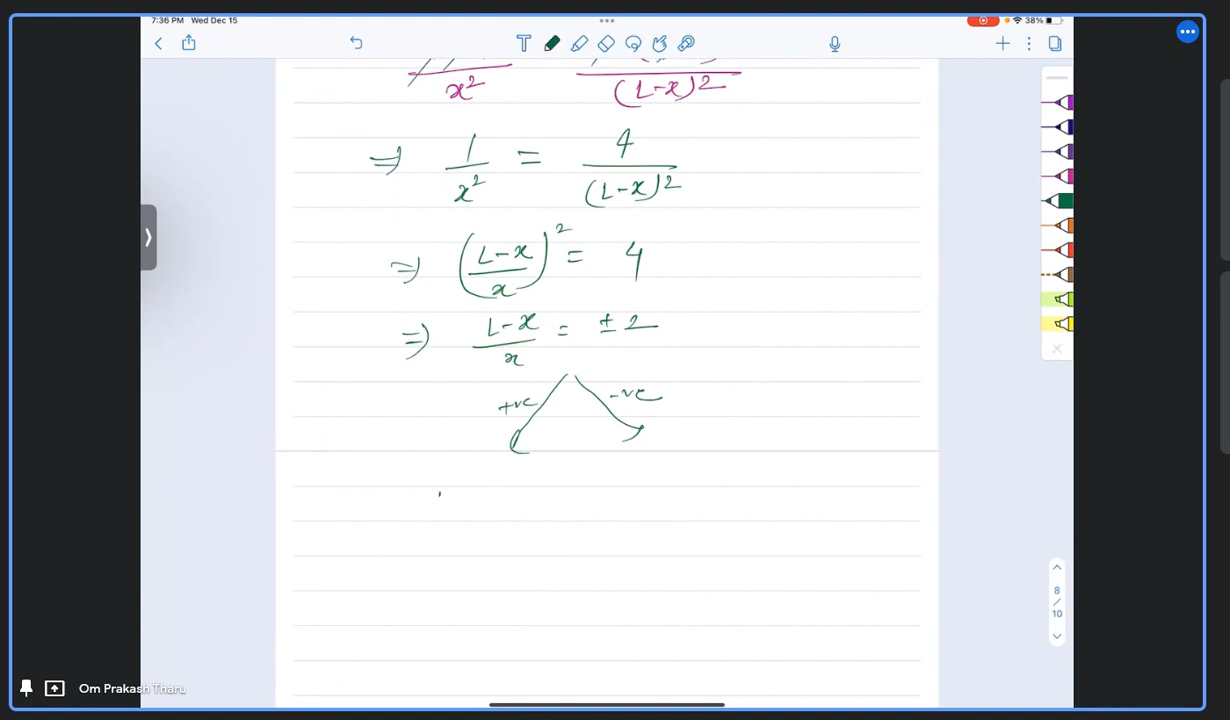 7:36 PM Wed Dec 15
38%
x² (L-x)2
⇒ 1/x² = 4/(L-x)2
⇒ ((L-x)/x)² = 4
⇒ (L-x)/x = ±2
+ve -ve
8
/
10
Om Prakash Tharu